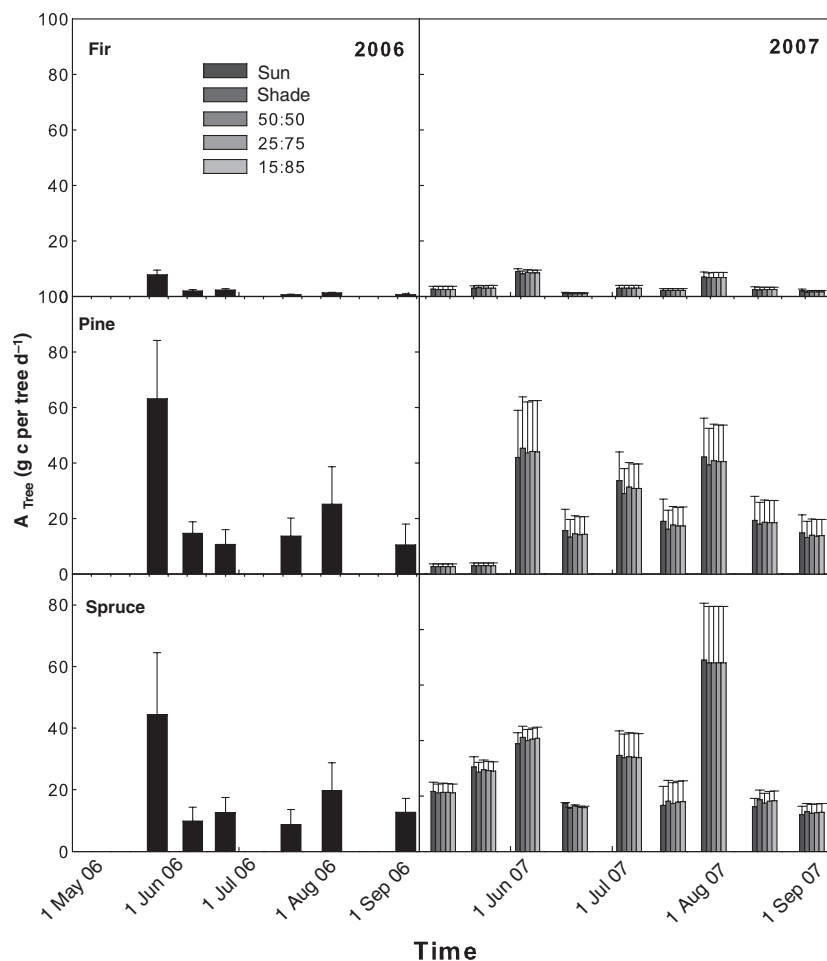 100
Fir
2006
2007
Sun
Shade
50:50
25:75
15:85
80
60
40
20
0
100
Pine
80
60
40
20
0
Spruce
80
60
40
20
0
A Tree (g c per tree d⁻¹)
1 May 06
1 Jun 06
1 Jul 06
1 Aug 06
1 Sep 06
1 Jun 07
1 Jul 07
1 Aug 07
1 Sep 07
Time